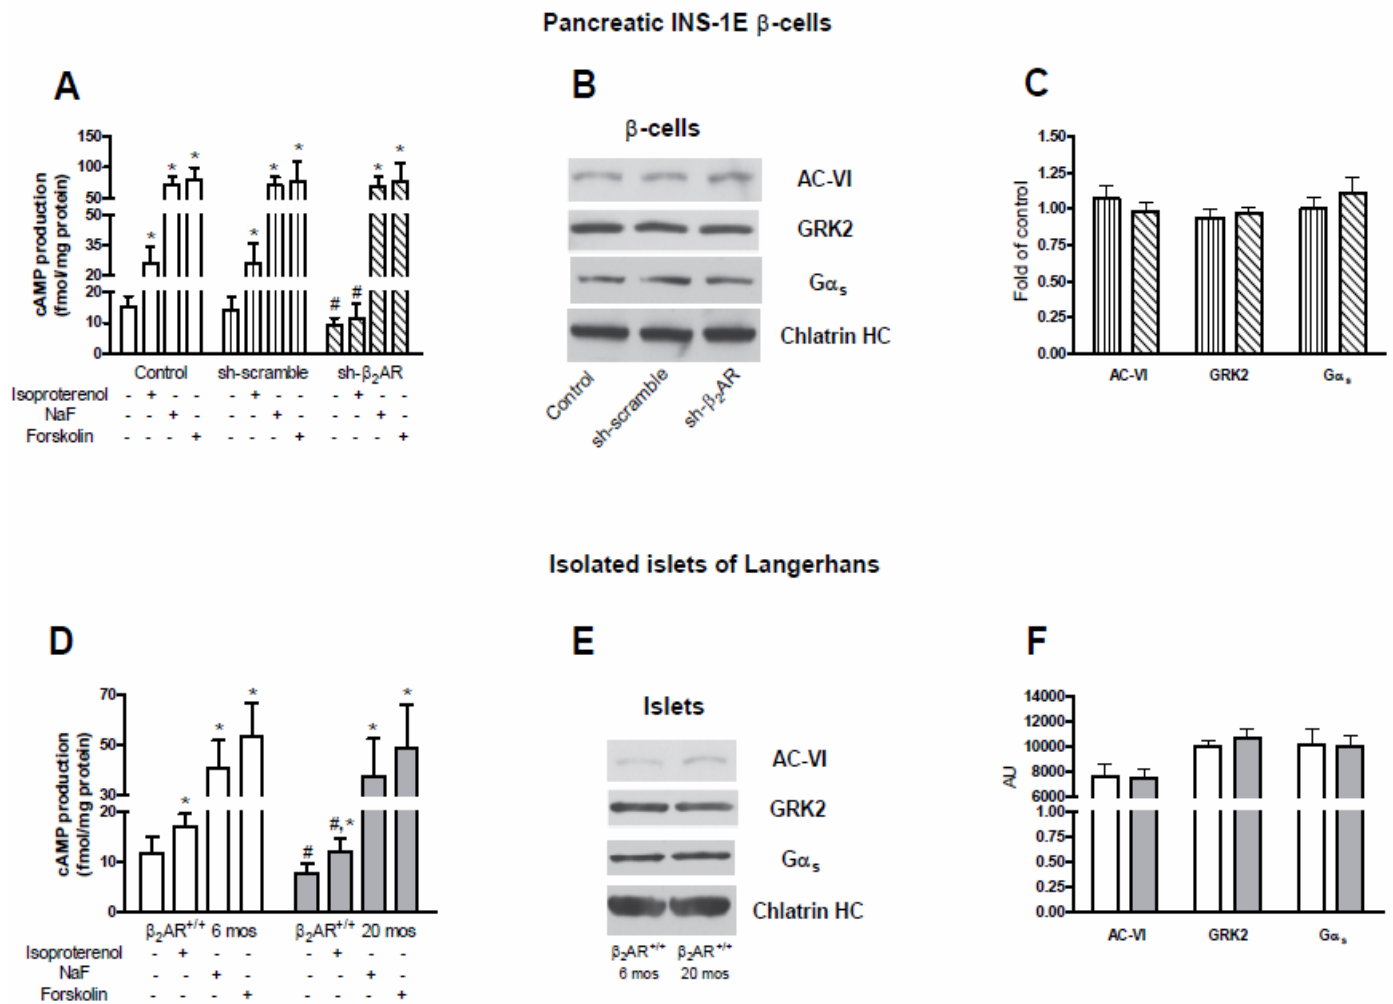 Pancreatic INS-1E β-cells
A
cAMP production
(fmol/mg protein)
150
100
50
50
35
20
20
10
0
*
*
*
*
*
*
#
#
*
*
Control
sh-scramble
sh-β₂AR
Isoproterenol - + - - - + - - - + - -
NaF - - + - - - + - - - + -
Forskolin - - - + - - - + - - - +
B
β-cells
AC-VI
GRK2
Gαs
Chlatrin HC
Control
sh-scramble
sh-β₂AR
C
Fold of control
1.50
1.25
1.00
0.75
0.50
0.25
0.00
AC-VI
GRK2
Gαs
Isolated islets of Langerhans
D
cAMP production
(fmol/mg protein)
70
50
30
20
10
0
*
*
*
#
#,*
*
*
β₂AR+/+ 6 mos
β₂AR+/+ 20 mos
Isoproterenol - + - - - + - -
NaF - - + - - - + -
Forskolin - - - + - - - +
E
Islets
AC-VI
GRK2
Gαs
Chlatrin HC
β₂AR+/+
6 mos
β₂AR+/+
20 mos
F
AU
14000
12000
10000
8000
6000
1.00
0.75
0.50
0.25
0.00
AC-VI
GRK2
Gαs